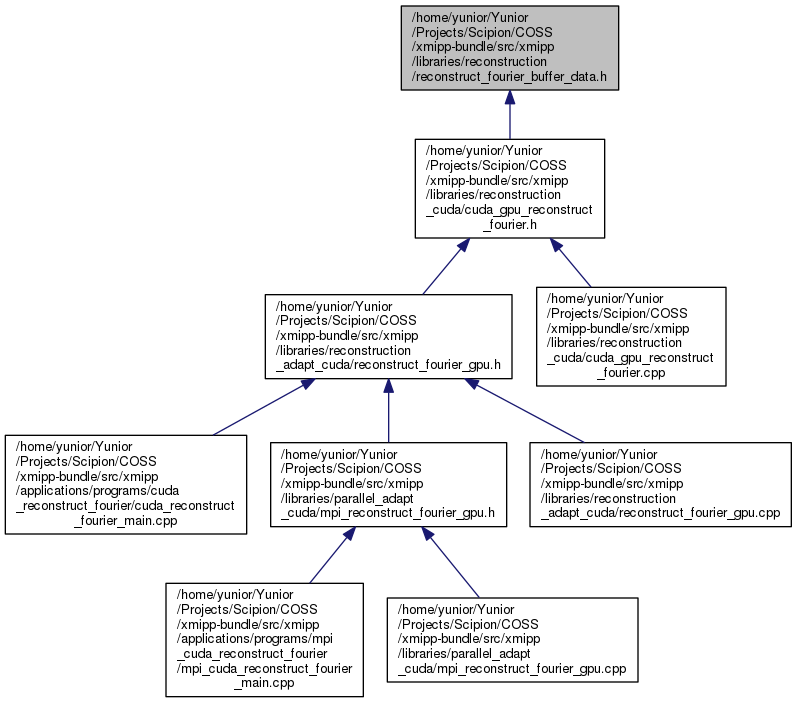 /home/yunior/Yunior
/Projects/Scipion/COSS
/xmipp-bundle/src/xmipp
/libraries/reconstruction
/reconstruct_fourier_buffer_data.h
/home/yunior/Yunior
/Projects/Scipion/COSS
/xmipp-bundle/src/xmipp
/libraries/reconstruction
_cuda/cuda_gpu_reconstruct
_fourier.h
/home/yunior/Yunior
/Projects/Scipion/COSS
/xmipp-bundle/src/xmipp
/libraries/reconstruction
_adapt_cuda/reconstruct_fourier_gpu.h
/home/yunior/Yunior
/Projects/Scipion/COSS
/xmipp-bundle/src/xmipp
/libraries/reconstruction
_cuda/cuda_gpu_reconstruct
_fourier.cpp
/home/yunior/Yunior
/Projects/Scipion/COSS
/xmipp-bundle/src/xmipp
/applications/programs/cuda
_reconstruct_fourier/cuda_reconstruct
_fourier_main.cpp
/home/yunior/Yunior
/Projects/Scipion/COSS
/xmipp-bundle/src/xmipp
/libraries/parallel_adapt
_cuda/mpi_reconstruct_fourier_gpu.h
/home/yunior/Yunior
/Projects/Scipion/COSS
/xmipp-bundle/src/xmipp
/libraries/reconstruction
_adapt_cuda/reconstruct_fourier_gpu.cpp
/home/yunior/Yunior
/Projects/Scipion/COSS
/xmipp-bundle/src/xmipp
/applications/programs/mpi
_cuda_reconstruct_fourier
/mpi_cuda_reconstruct_fourier
_main.cpp
/home/yunior/Yunior
/Projects/Scipion/COSS
/xmipp-bundle/src/xmipp
/libraries/parallel_adapt
_cuda/mpi_reconstruct_fourier_gpu.cpp